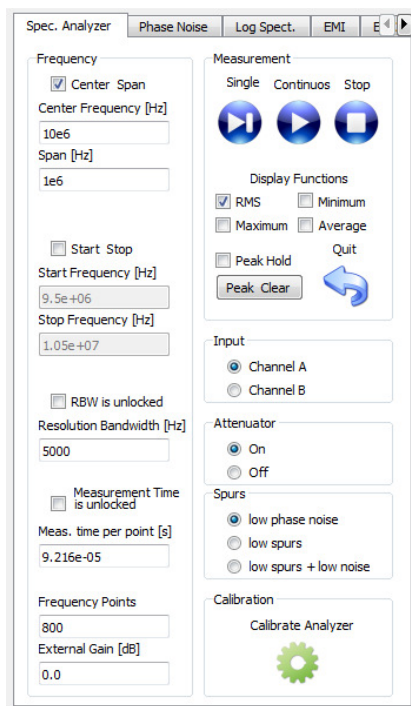 Spec. Analyzer
Phase Noise
Log Spect.
EMI
Frequency
Center Span
Center Frequency [Hz]
10e6
Span [Hz]
1e6
Start Stop
Start Frequency [Hz]
9.5e+06
Stop Frequency [Hz]
1.05e+07
RBW is unlocked
Resolution Bandwidth [Hz]
5000
Measurement Time
is unlocked
Meas. time per point [s]
9.216e-05
Frequency Points
800
External Gain [dB]
0.0
Measurement
Single Continuos Stop
Display Functions
RMS Minimum
Maximum Average
Peak Hold
Quit
Peak Clear
Input
Channel A
Channel B
Attenuator
On
Off
Spurs
low phase noise
low spurs
low spurs + low noise
Calibration
Calibrate Analyzer